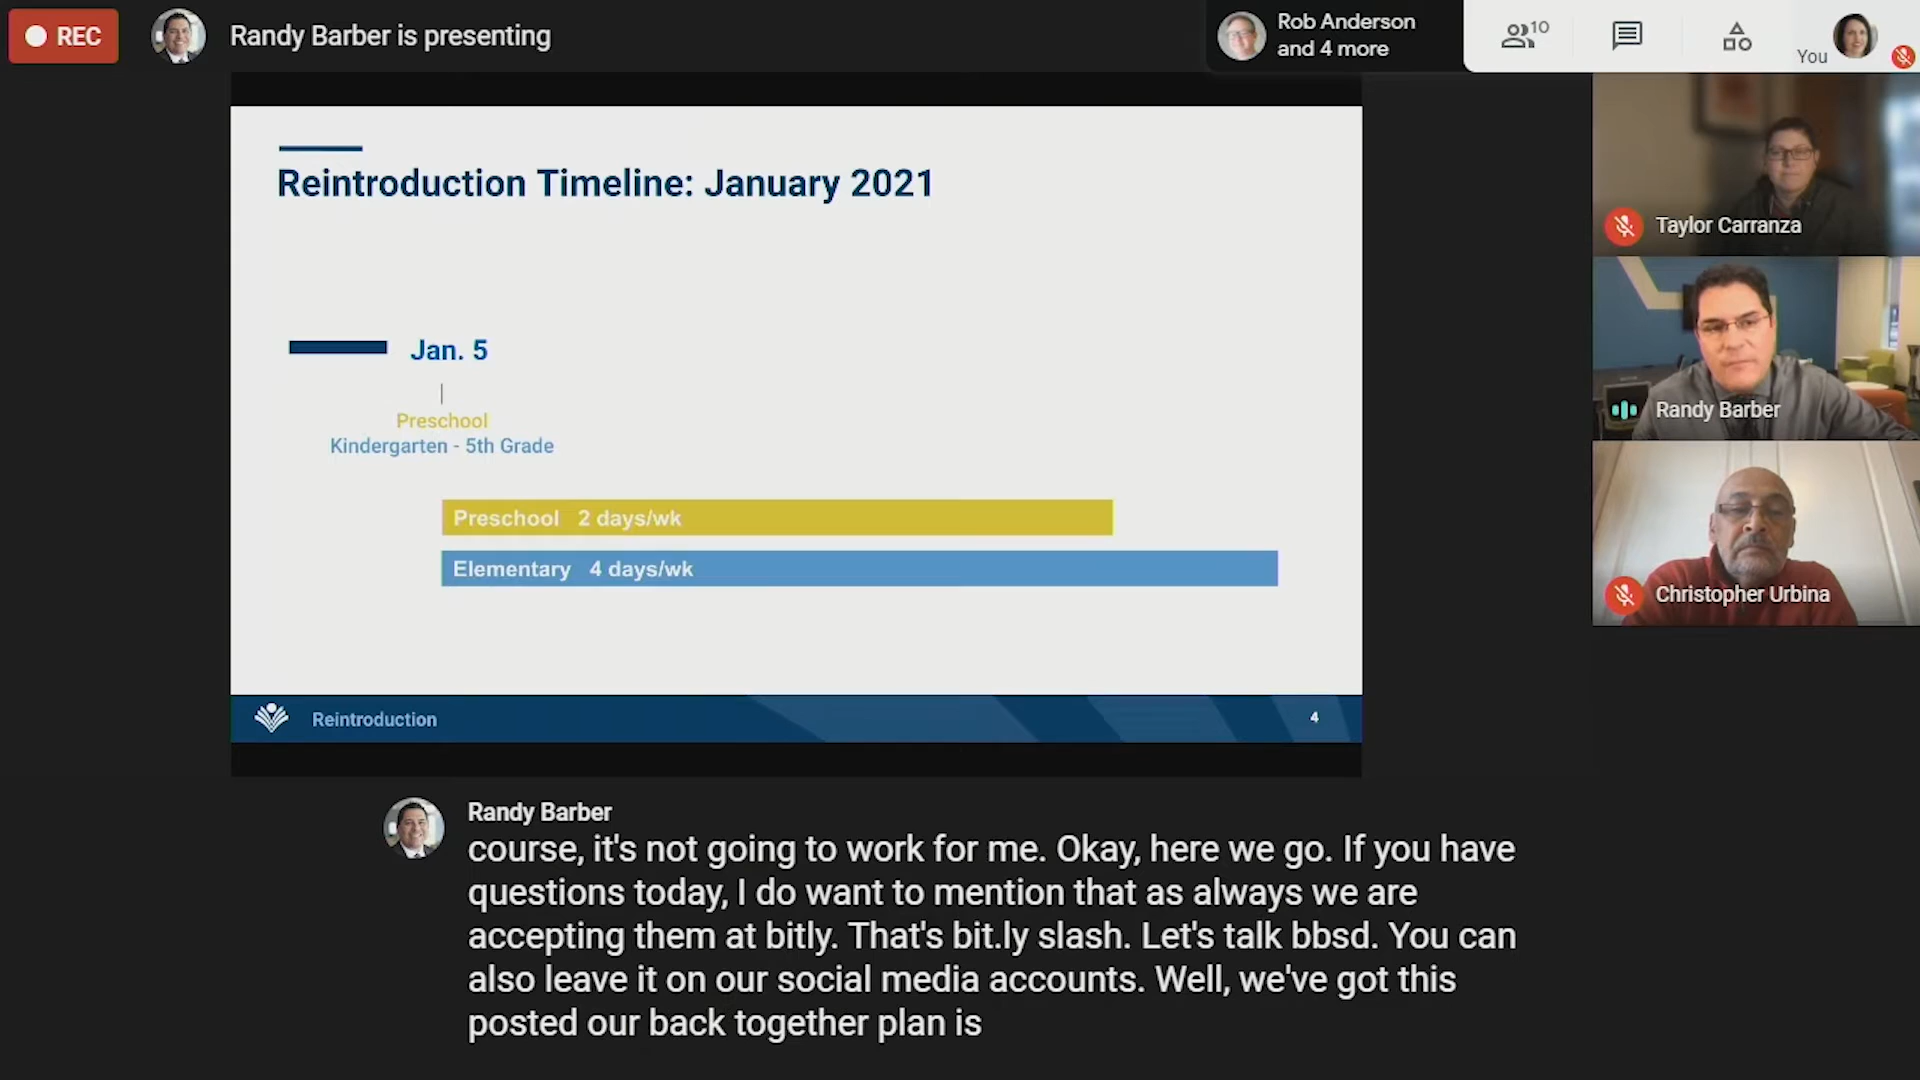 REC
Randy Barber is presenting
Rob Anderson
and 4 more
10
You
Reintroduction Timeline: January 2021
Jan. 5
Preschool
Kindergarten - 5th Grade
Preschool 2 days/wk
Elementary 4 days/wk
Reintroduction
4
Taylor Carranza
Randy Barber
Christopher Urbina
Randy Barber
course, it's not going to work for me. Okay, here we go. If you have
questions today, I do want to mention that as always we are
accepting them at bitly. That's bit.ly slash. Let's talk bbsd. You can
also leave it on our social media accounts. Well, we've got this
posted our back together plan is